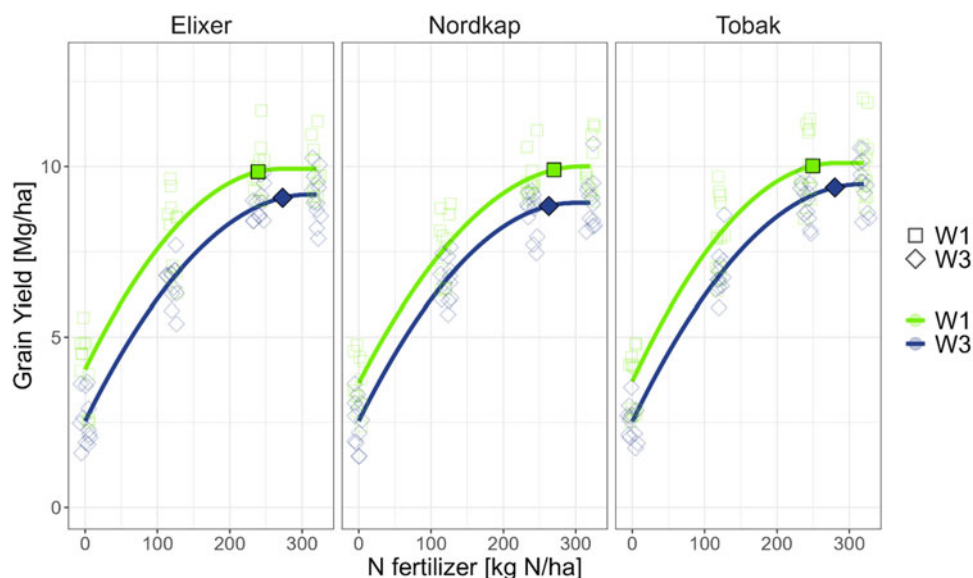 Elixer Nordkap Tobak
Grain Yield [Mg/ha]
10
5
0
0 100 200 300 0 100 200 300 0 100 200 300
N fertilizer [kg N/ha]
W1
W3
W1
W3